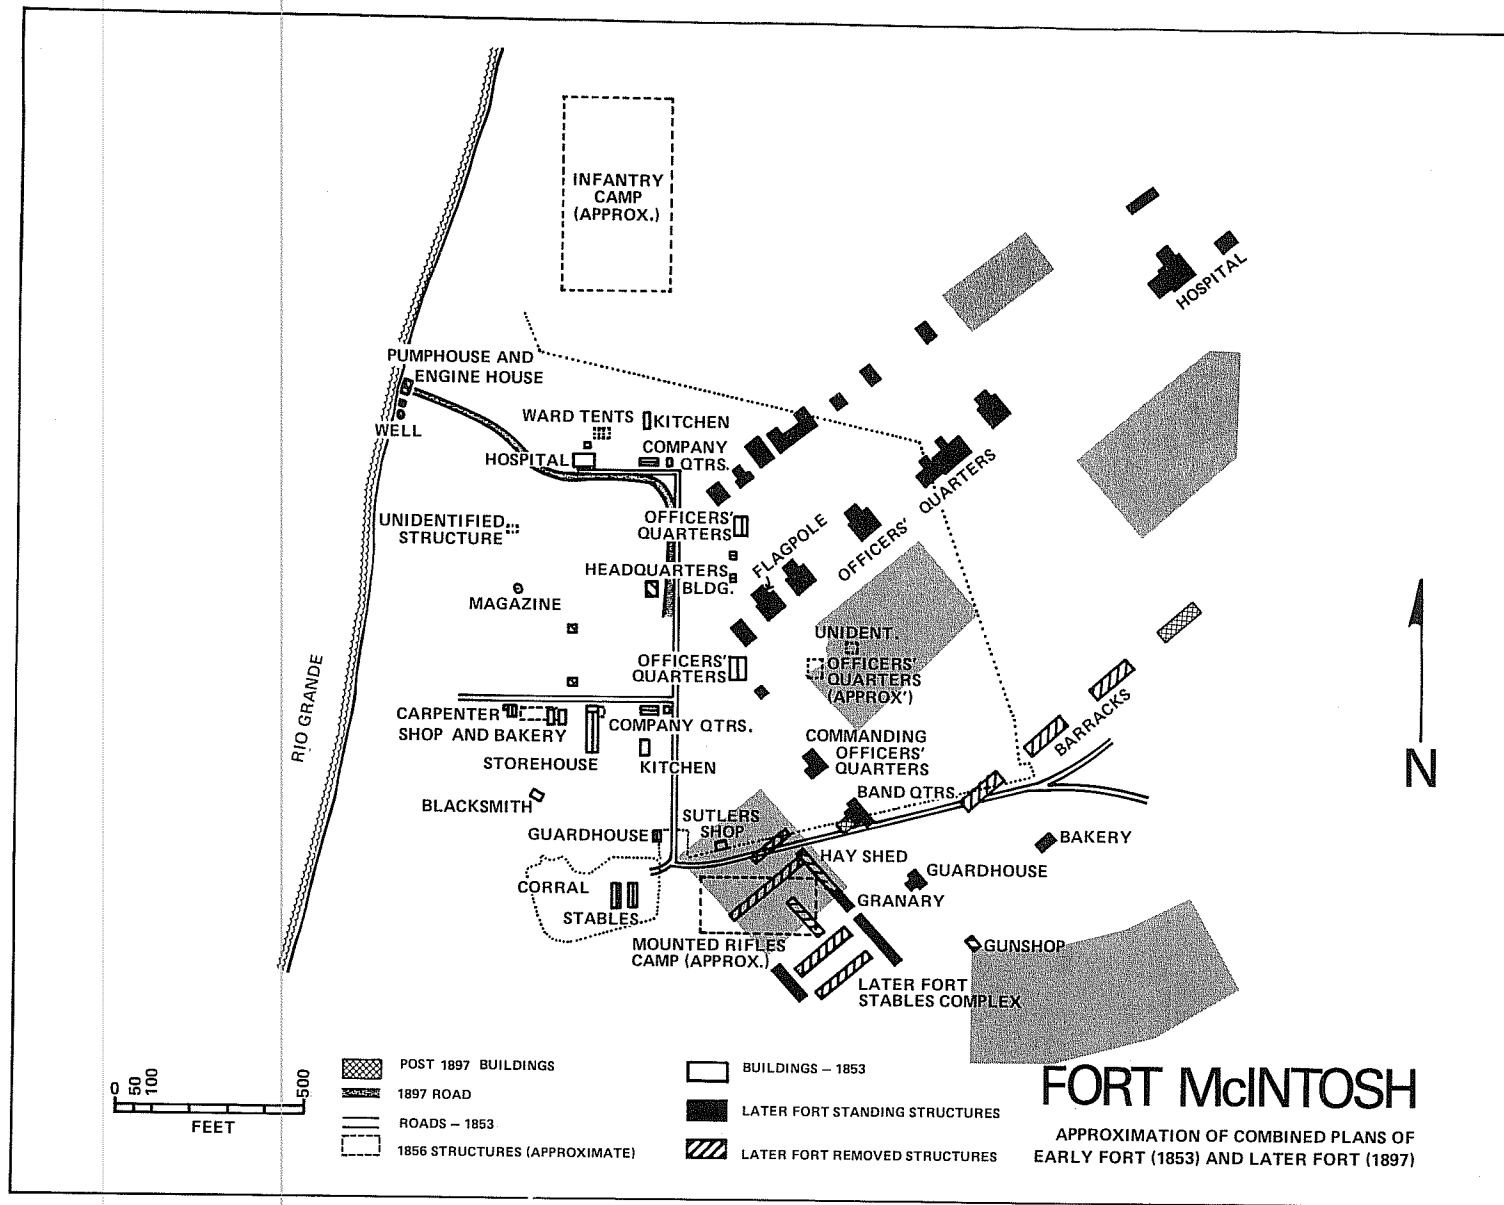 INFANTRY
CAMP
(APPROX.)
HOSPITAL
PUMPHOUSE AND
ENGINE HOUSE
WELL
WARD TENTS
KITCHEN
HOSPITAL
COMPANY
QTRS.
UNIDENTIFIED
STRUCTURE
OFFICERS'
QUARTERS
HEADQUARTERS
BLDG.
FLAGPOLE
OFFICERS' QUARTERS
MAGAZINE
UNIDENT.
OFFICERS'
QUARTERS
OFFICERS'
QUARTERS
(APPROX')
RIO GRANDE
CARPENTER
SHOP AND BAKERY
COMPANY QTRS.
STOREHOUSE
KITCHEN
COMMANDING
OFFICERS'
QUARTERS
BARRACKS
N
BLACKSMITH
BAND QTRS.
GUARDHOUSE
SUTLERS
SHOP
BAKERY
HAY SHED
GUARDHOUSE
CORRAL
STABLES
GRANARY
MOUNTED RIFLES
CAMP (APPROX.)
GUNSHOP
LATER FORT
STABLES COMPLEX
0 50 100 500
FEET
POST 1897 BUILDINGS
1897 ROAD
ROADS – 1853
1856 STRUCTURES (APPROXIMATE)
BUILDINGS – 1853
LATER FORT STANDING STRUCTURES
LATER FORT REMOVED STRUCTURES
FORT McINTOSH
APPROXIMATION OF COMBINED PLANS OF
EARLY FORT (1853) AND LATER FORT (1897)